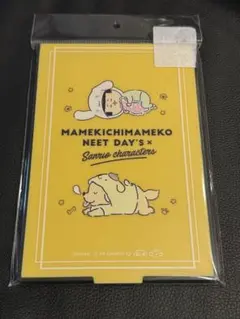 MAMEKICHIMAMEKO
NEET DAY'S ×
Sanrio characters